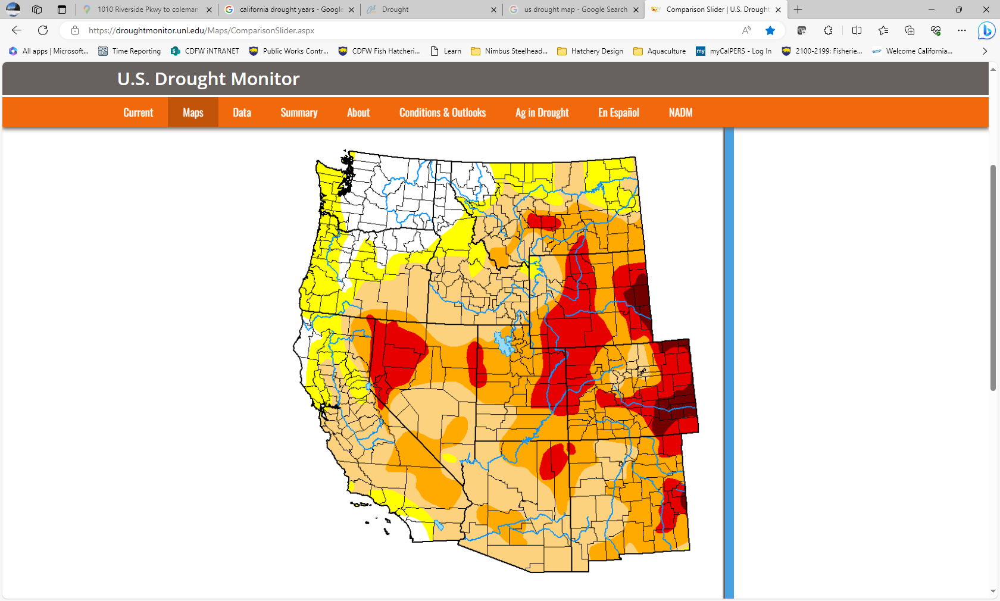 1010 Riverside Pkwy to coleman
california drought years - Google
Drought
us drought map - Google Search
Comparison Slider | U.S. Drought
https://droughtmonitor.unl.edu/Maps/ComparisonSlider.aspx
All apps | Microsoft...
Time Reporting
CDFW iNTRANET
Public Works Contr...
CDFW Fish Hatcheri...
Learn
Nimbus Steelhead...
Hatchery Design
Aquaculture
my
myCalPERS - Log In
2100-2199: Fisherie...
Welcome California...
U.S. Drought Monitor
Current
Maps
Data
Summary
About
Conditions & Outlooks
Ag in Drought
En Español
NADM